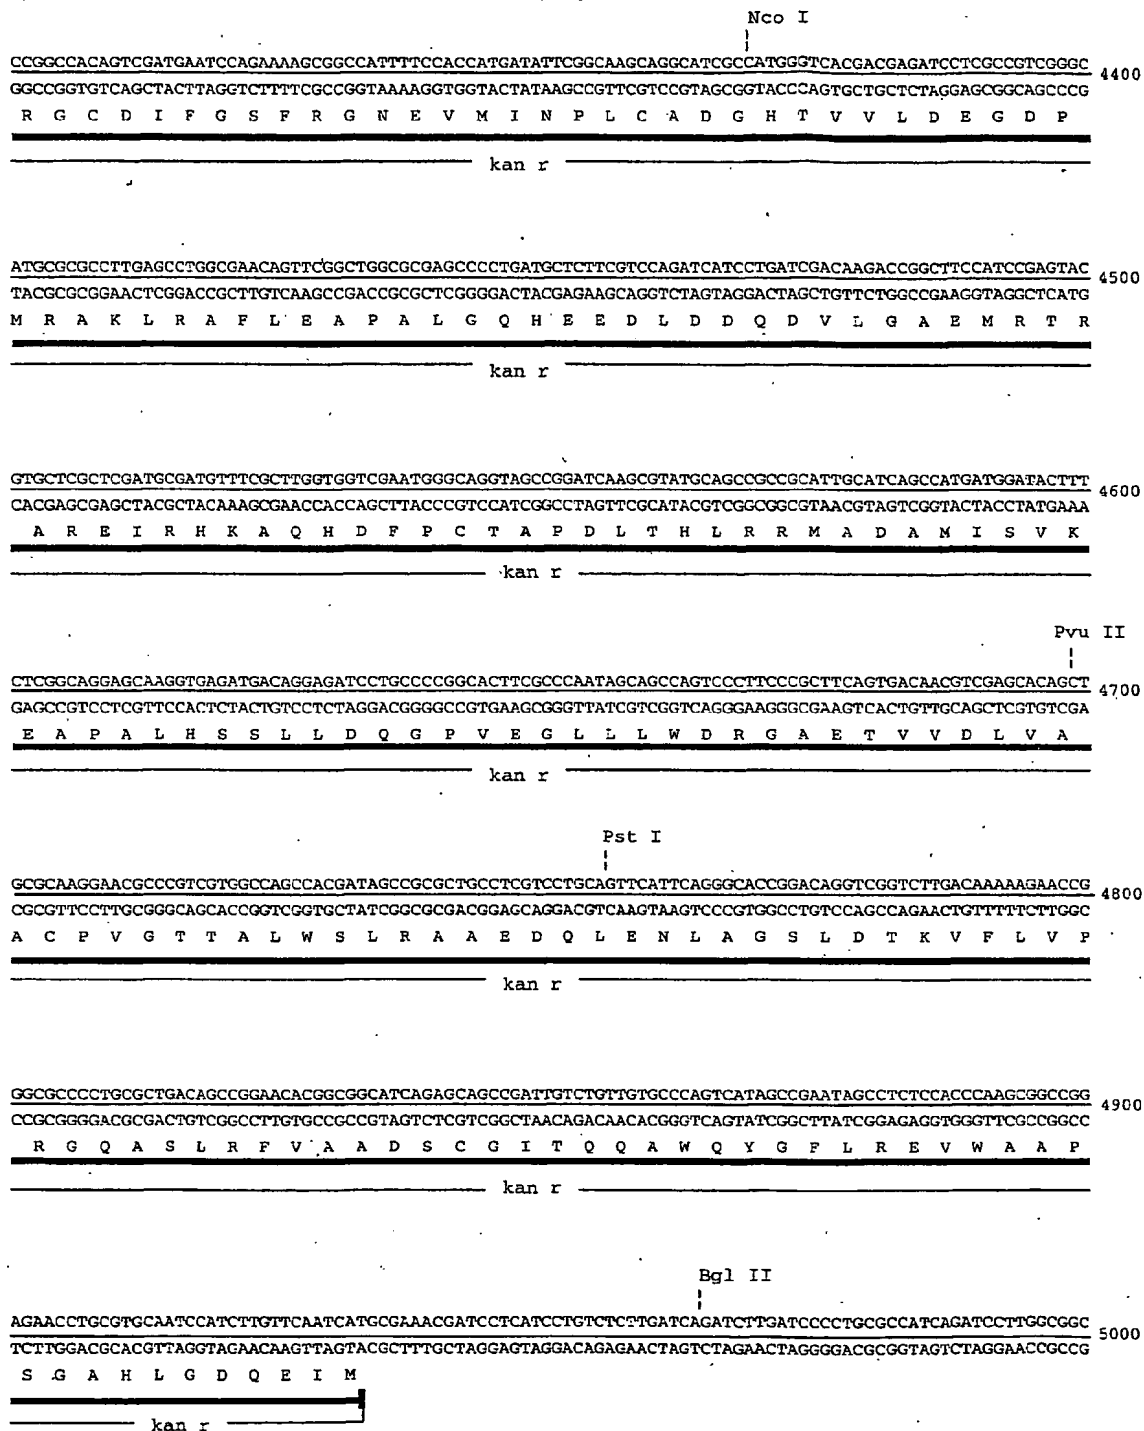 Nco I
CCGGCCACAGTCGATGAATCCAGAAAAGCGGCCATTTTCCACCATGATATTCGGCAAGCAGGCATCGCCATGGGTCACGACGAGATCCTCGCCGTCGGGC
4400
GGCCGGTGTCAGCTACTTAGGTCTTTTCGCCGGTAAAAGGTGGTACTATAAGCCGTTCGTCCGTAGCGGTACCCAGTGCTGCTCTAGGAGCGGCAGCCCG
R G C D I F G S F R G N E V M I N P L C A D G H T V V L D E G D P
kan r
ATGCGCGCCTTGAGCCTGGCGAACAGTTCGGCTGGCGCGAGCCCCTGATGCTCTTCGTCCAGATCATCCTGATCGACAAGACCGGCTTCCATCCGAGTAC
4500
TACGCGCGGAACTCGGACCGCTTGTCAAGCCGACCGCGCTCGGGGACTACGAGAAGCAGGTCTAGTAGGACTAGCTGTTCTGGCCGAAGGTAGGCTCATG
M R A K L R A F L E A P A L G Q H E E D L D D Q D V L G A E M R T R
kan r
GTGCTCGCTCGATGCGATGTTTCGCTTGGTGGTCGAATGGGCAGGTAGCCGGATCAAGCGTATGCAGCCGCCGCATTGCATCAGCCATGATGGATACTTT
4600
CACGAGCGAGCTACGCTACAAAGCGAACCACCAGCTTACCCGTCCATCGGCCTAGTTCGCATACGTCGGCGGCGTAACGTAGTCGGTACTACCTATGAAA
A R E I R H K A Q H D F P C T A P D L T H L R R M A D A M I S V K
kan r
Pvu II
CTCGGCAGGAGCAAGGTGAGATGACAGGAGATCCTGCCCCGGCACTTCGCCCAATAGCAGCCAGTCCCTTCCCGCTTCAGTGACAACGTCGAGCACAGCT
4700
GAGCCGTCCTCGTTCCACTCTACTGTCCTCTAGGACGGGGCCGTGAAGCGGGTTATCGTCGGTCAGGGAAGGGCGAAGTCACTGTTGCAGCTCGTGTCGA
E A P A L H S S L L D Q G P V E G L L L W D R G A E T V V D L V A
kan r
Pst I
GCGCAAGGAACGCCCGTCGTGGCCAGCCACGATAGCCGCGCTGCCTCGTCCTGCAGTTCATTCAGGGCACCGGACAGGTCGGTCTTGACAAAAAGAACCG
4800
CGCGTTCCTTGCGGGCAGCACCGGTCGGTGCTATCGGCGCGACGGAGCAGGACGTCAAGTAAGTCCCGTGGCCTGTCCAGCCAGAACTGTTTTTCTTGGC
A C P V G T T A L W S L R A A E D Q L E N L A G S L D T K V F L V P
kan r
GGCGCCCCTGCGCTGACAGCCGGAACACGGCGGCATCAGAGCAGCCGATTGTCTGTTGTGCCCAGTCATAGCCGAATAGCCTCTCCACCCAAGCGGCCGG
4900
CCGCGGGGACGCGACTGTCGGCCTTGTGCCGCCGTAGTCTCGTCGGCTAACAGACAACACGGGTCAGTATCGGCTTATCGGAGAGGTGGGTTCGCCGGCC
R G Q A S L R F V A A D S C G I T Q Q A W Q Y G F L R E V W A A P
kan r
Bgl II
AGAACCTGCGTGCAATCCATCTTGTTCAATCATGCGAAACGATCCTCATCCTGTCTCTTGATCAGATCTTGATCCCCTGCGCCATCAGATCCTTGGCGGC
5000
TCTTGGACGCACGTTAGGTAGAACAAGTTAGTACGCTTTGCTAGGAGTAGGACAGAGAACTAGTCTAGAACTAGGGGACGCGGTAGTCTAGGAACCGCCG
S G A H L G D Q E I M
kan r